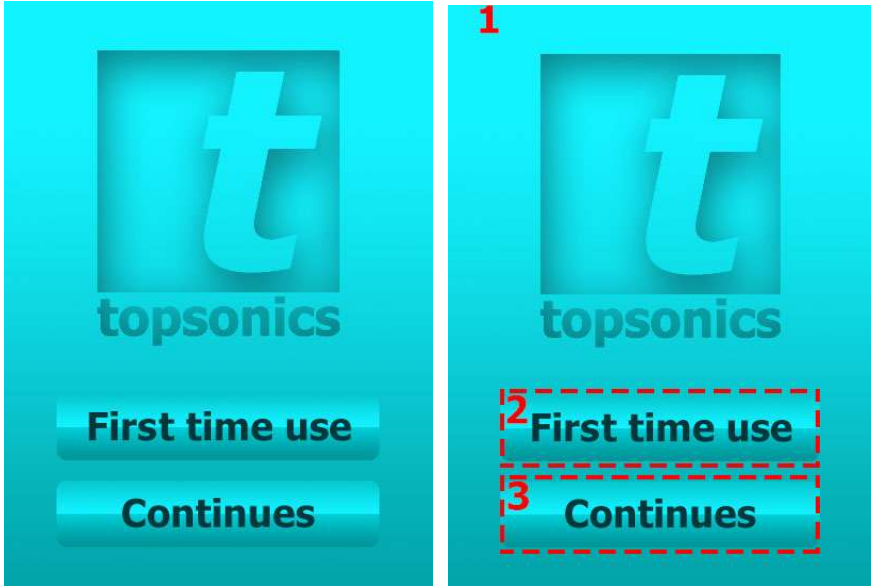 t
topsonics
First time use
Continues
1
t
topsonics
2
First time use
3
Continues